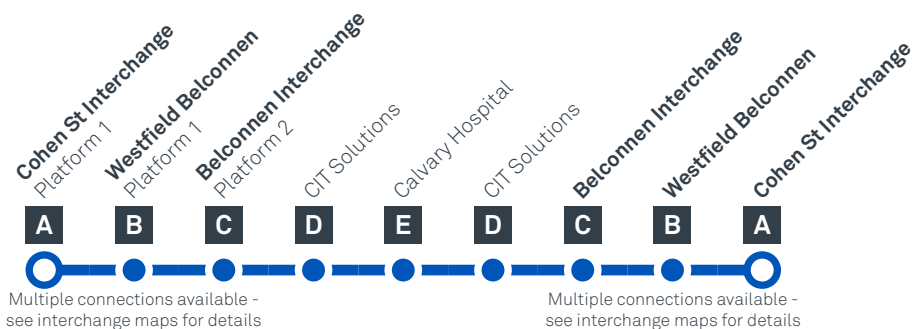 Cohen St Interchange
Platform 1
Westfield Belconnen
Platform 1
Belconnen Interchange
Platform 2
CIT Solutions
Calvary Hospital
CIT Solutions
Belconnen Interchange
Westfield Belconnen
Cohen St Interchange
A
B
C
D
E
D
C
B
A
Multiple connections available -
see interchange maps for details
Multiple connections available -
see interchange maps for details